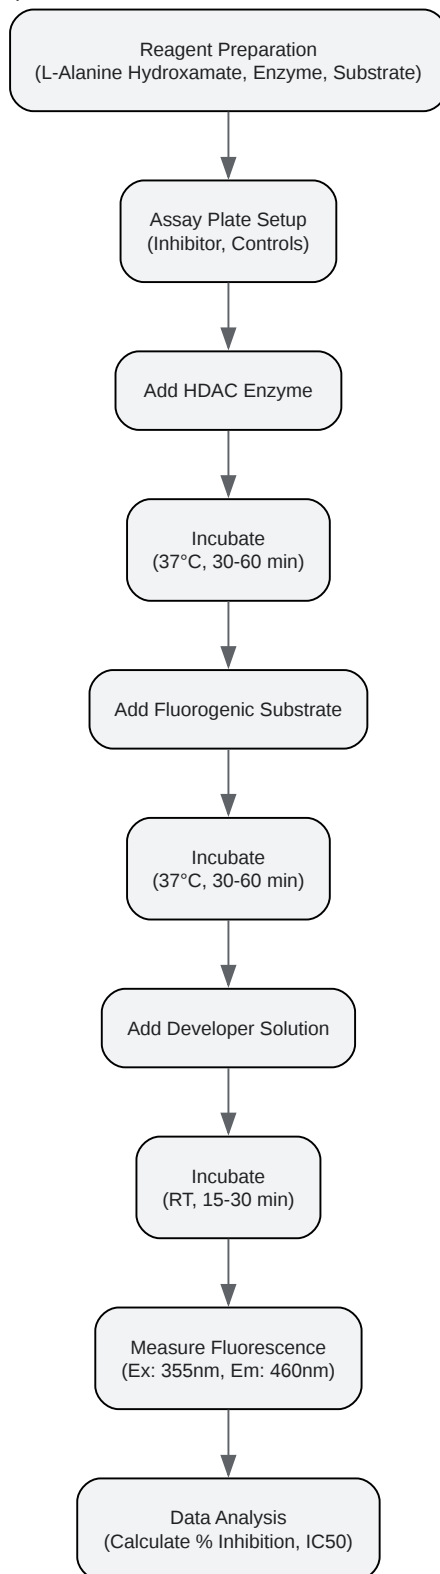 Reagent Preparation
(L-Alanine Hydroxamate, Enzyme, Substrate)
Assay Plate Setup
(Inhibitor, Controls)
Add HDAC Enzyme
Incubate
(37°C, 30-60 min)
Add Fluorogenic Substrate
Incubate
(37°C, 30-60 min)
Add Developer Solution
Incubate
(RT, 15-30 min)
Measure Fluorescence
(Ex: 355nm, Em: 460nm)
Data Analysis
(Calculate % Inhibition, IC50)